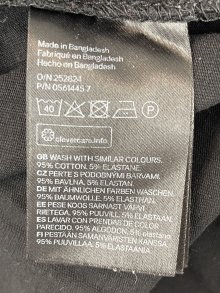 Made in Bangladesh
Fabriqué en Bangladesh
Hecho en Bangladesh
O/N 252824
P/N 0561445 7
40 P
clevercare.info
GB WASH WITH SIMILAR COLOURS.
95% COTTON, 5% ELASTANE.
CZ PERTE S PODOBNÝMI BARVAMI.
95% BAVLNA, 5% ELASTAN.
DE MIT ÄHNLICHEN FARBEN WASCHEN.
95% BAUMWOLLE, 5% ELASTHAN.
EE PESE KOOS SARNAST VÄRVI
RIIETEGA. 95% PUUVILL, 5% ELASTAAN.
ES LAVAR CON PRENDAS DE COLOR
PARECIDO. 95% ALGODÓN, 5% ELASTANO.
FI PESTÄÄN SAMANVÄRISTEN KANSSA.
95% PUUVILLAA, 5% ELASTAANIA